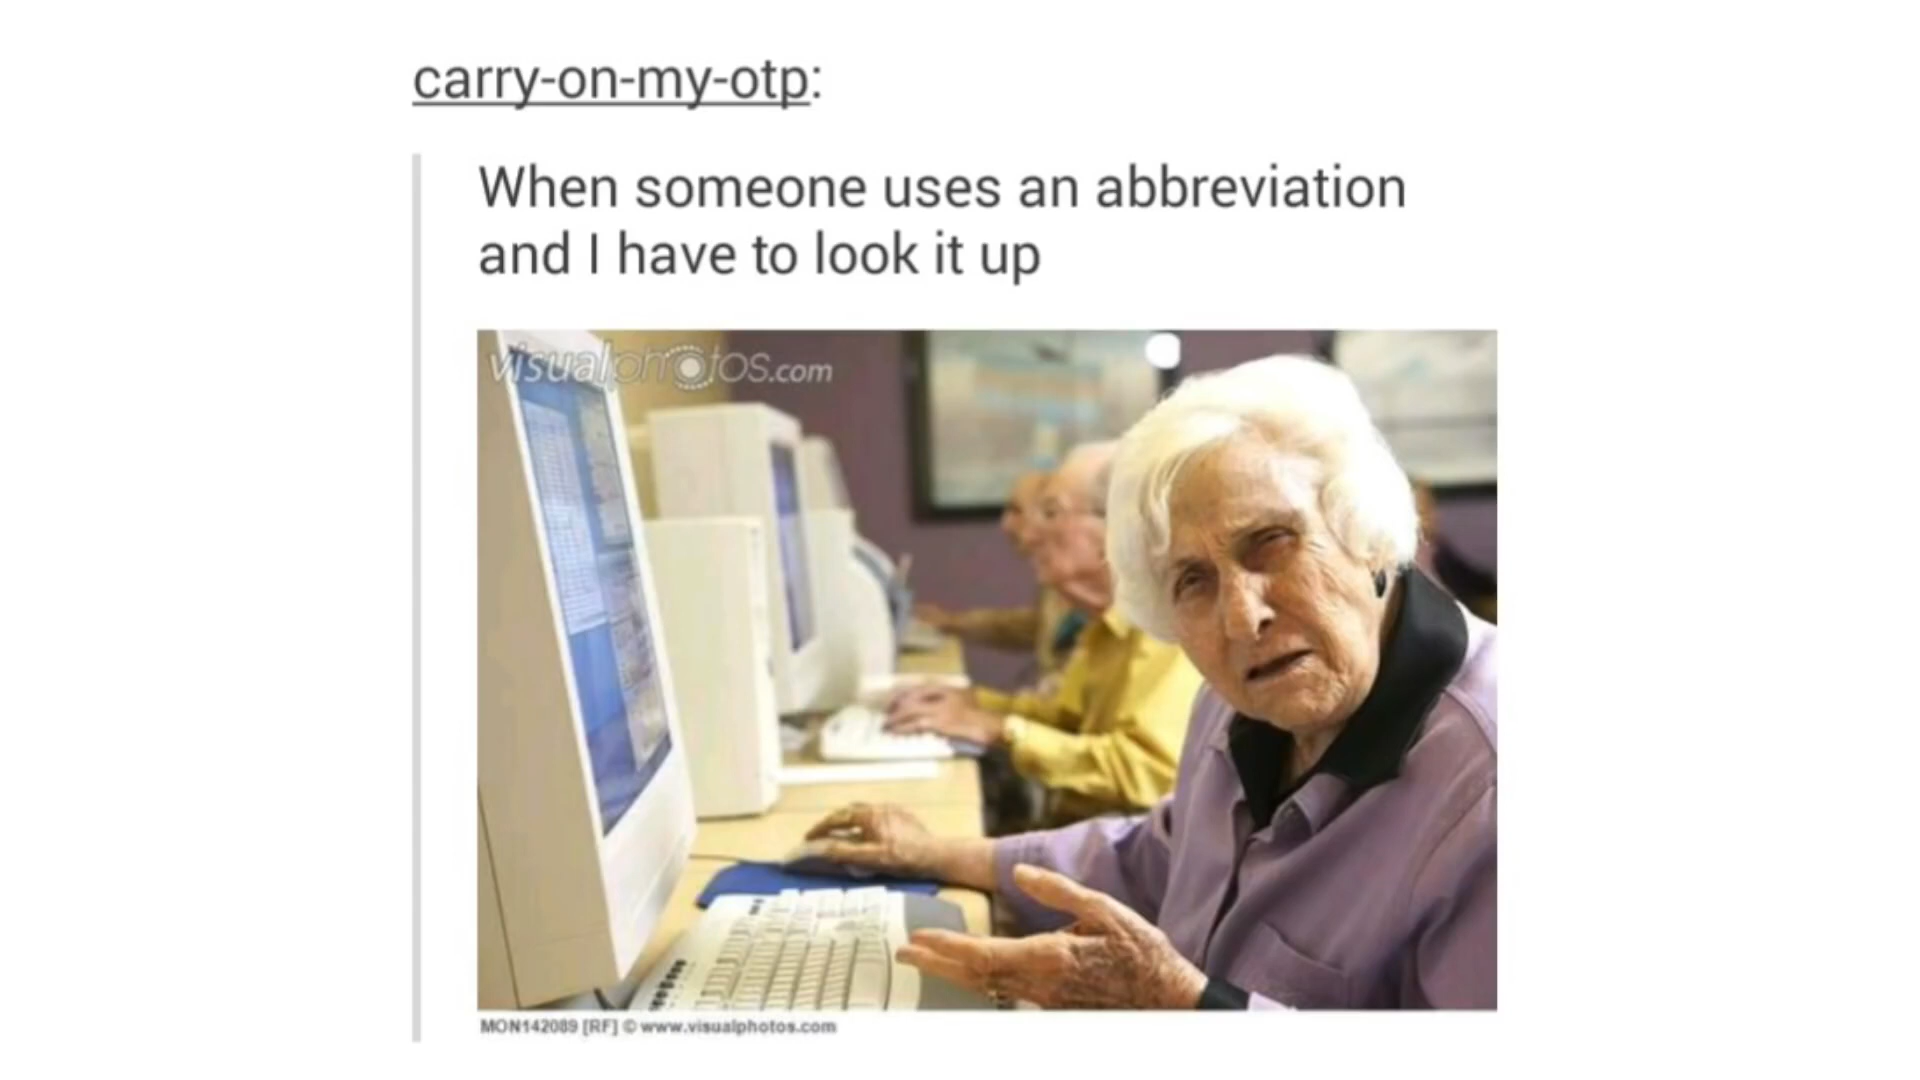 carry-on-my-otp:
When someone uses an abbreviation
and I have to look it up
visualphotos.com
MON142089 [RF] © www.visualphotos.com